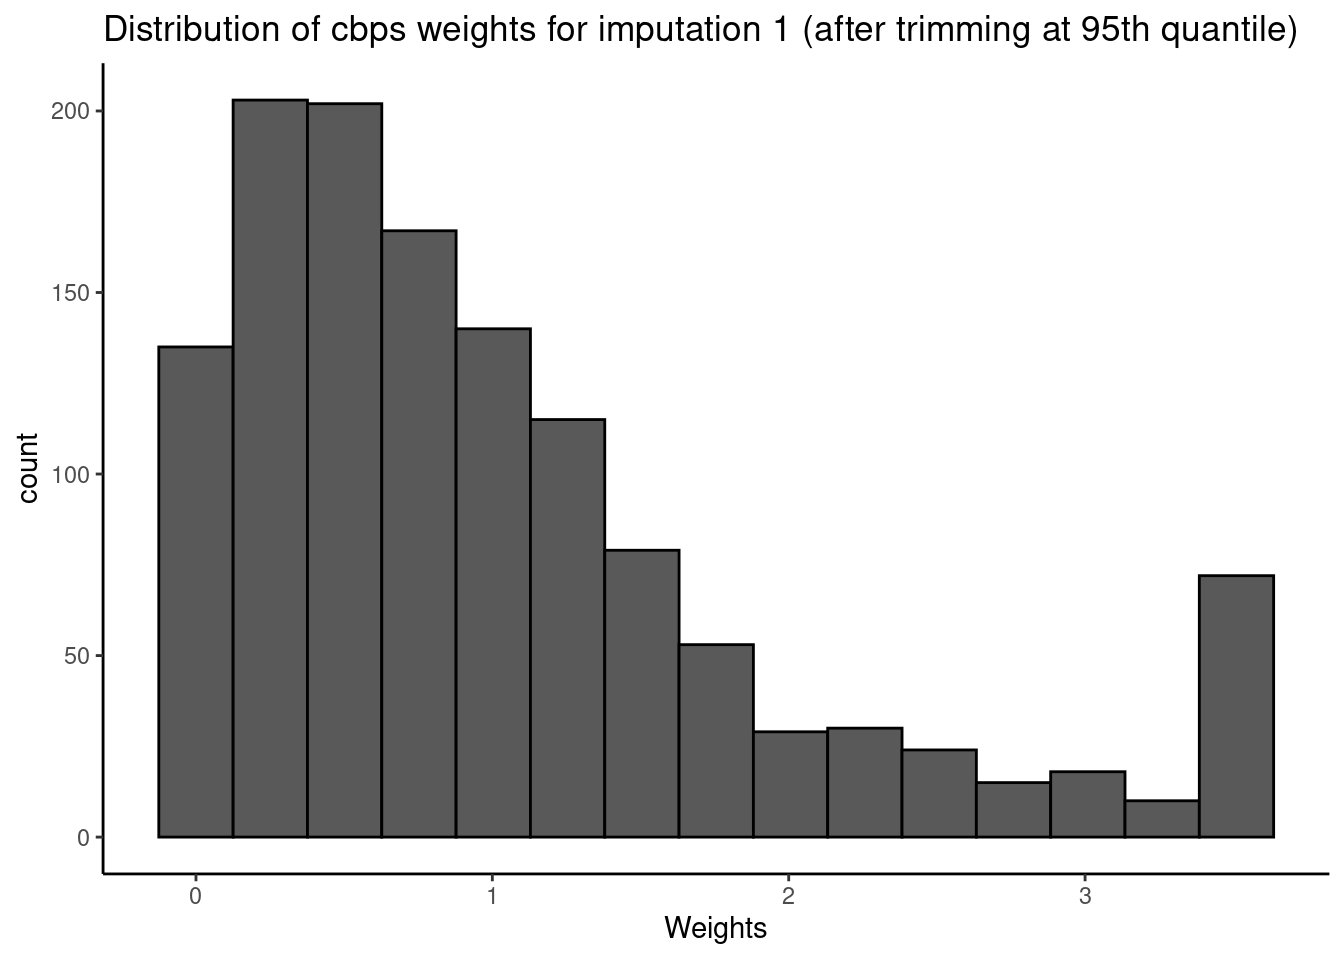 Distribution of cbps weights for imputation 1 (after trimming at 95th quantile)
200
150
100
50
0
count
0 1 2 3
Weights